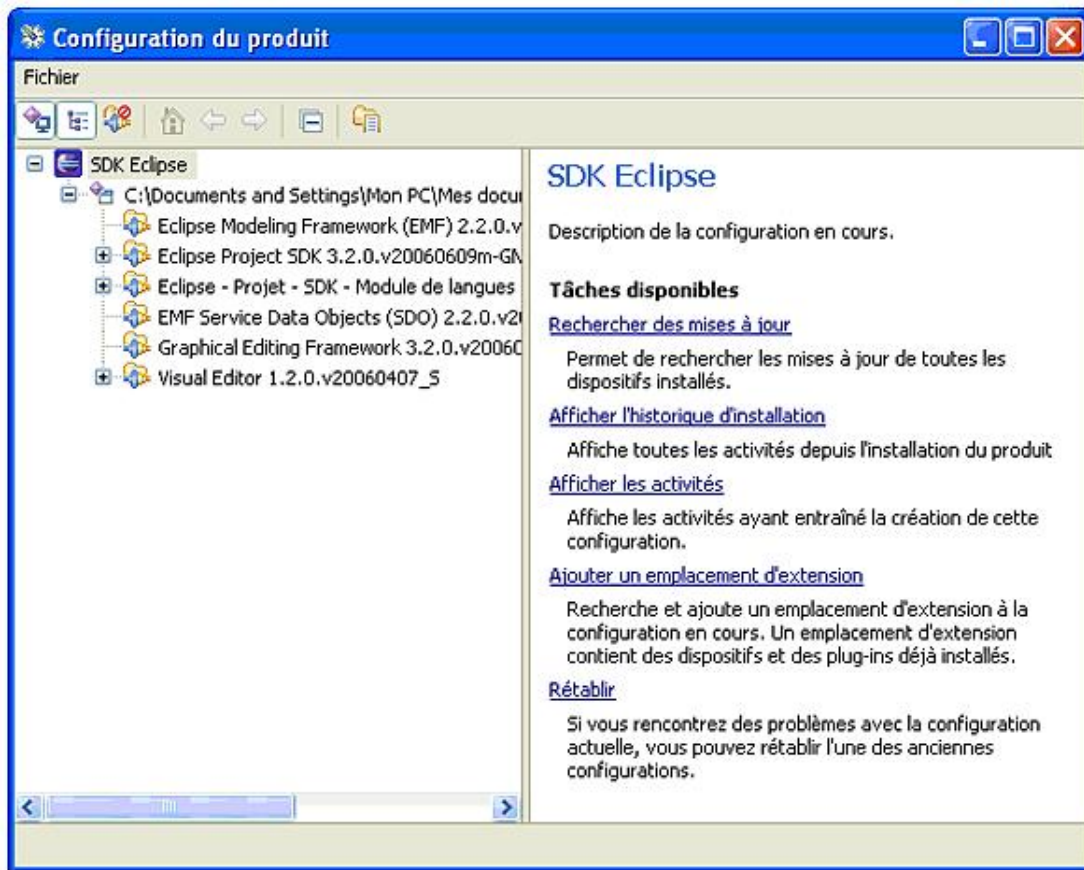 Configuration du produit
Fichier
SDK Eclipse
C:\Documents and Settings\Mon PC\Mes docu
Eclipse Modeling Framework (EMF) 2.2.0.v
Eclipse Project SDK 3.2.0.v20060609m-GN
Eclipse - Projet - SDK - Module de langues
EMF Service Data Objects (SDO) 2.2.0.v2
Graphical Editing Framework 3.2.0.v20060
Visual Editor 1.2.0.v20060407_S
SDK Eclipse
Description de la configuration en cours.
Tâches disponibles
Rechercher des mises à jour
Permet de rechercher les mises à jour de toutes les
dispositifs installés.
Afficher l'historique d'installation
Affiche toutes les activités depuis l'installation du produit
Afficher les activités
Affiche les activités ayant entraîné la création de cette
configuration.
Ajouter un emplacement d'extension
Recherche et ajoute un emplacement d'extension à la
configuration en cours. Un emplacement d'extension
contient des dispositifs et des plug-ins déjà installés.
Rétablir
Si vous rencontrez des problèmes avec la configuration
actuelle, vous pouvez rétablir l'une des anciennes
configurations.